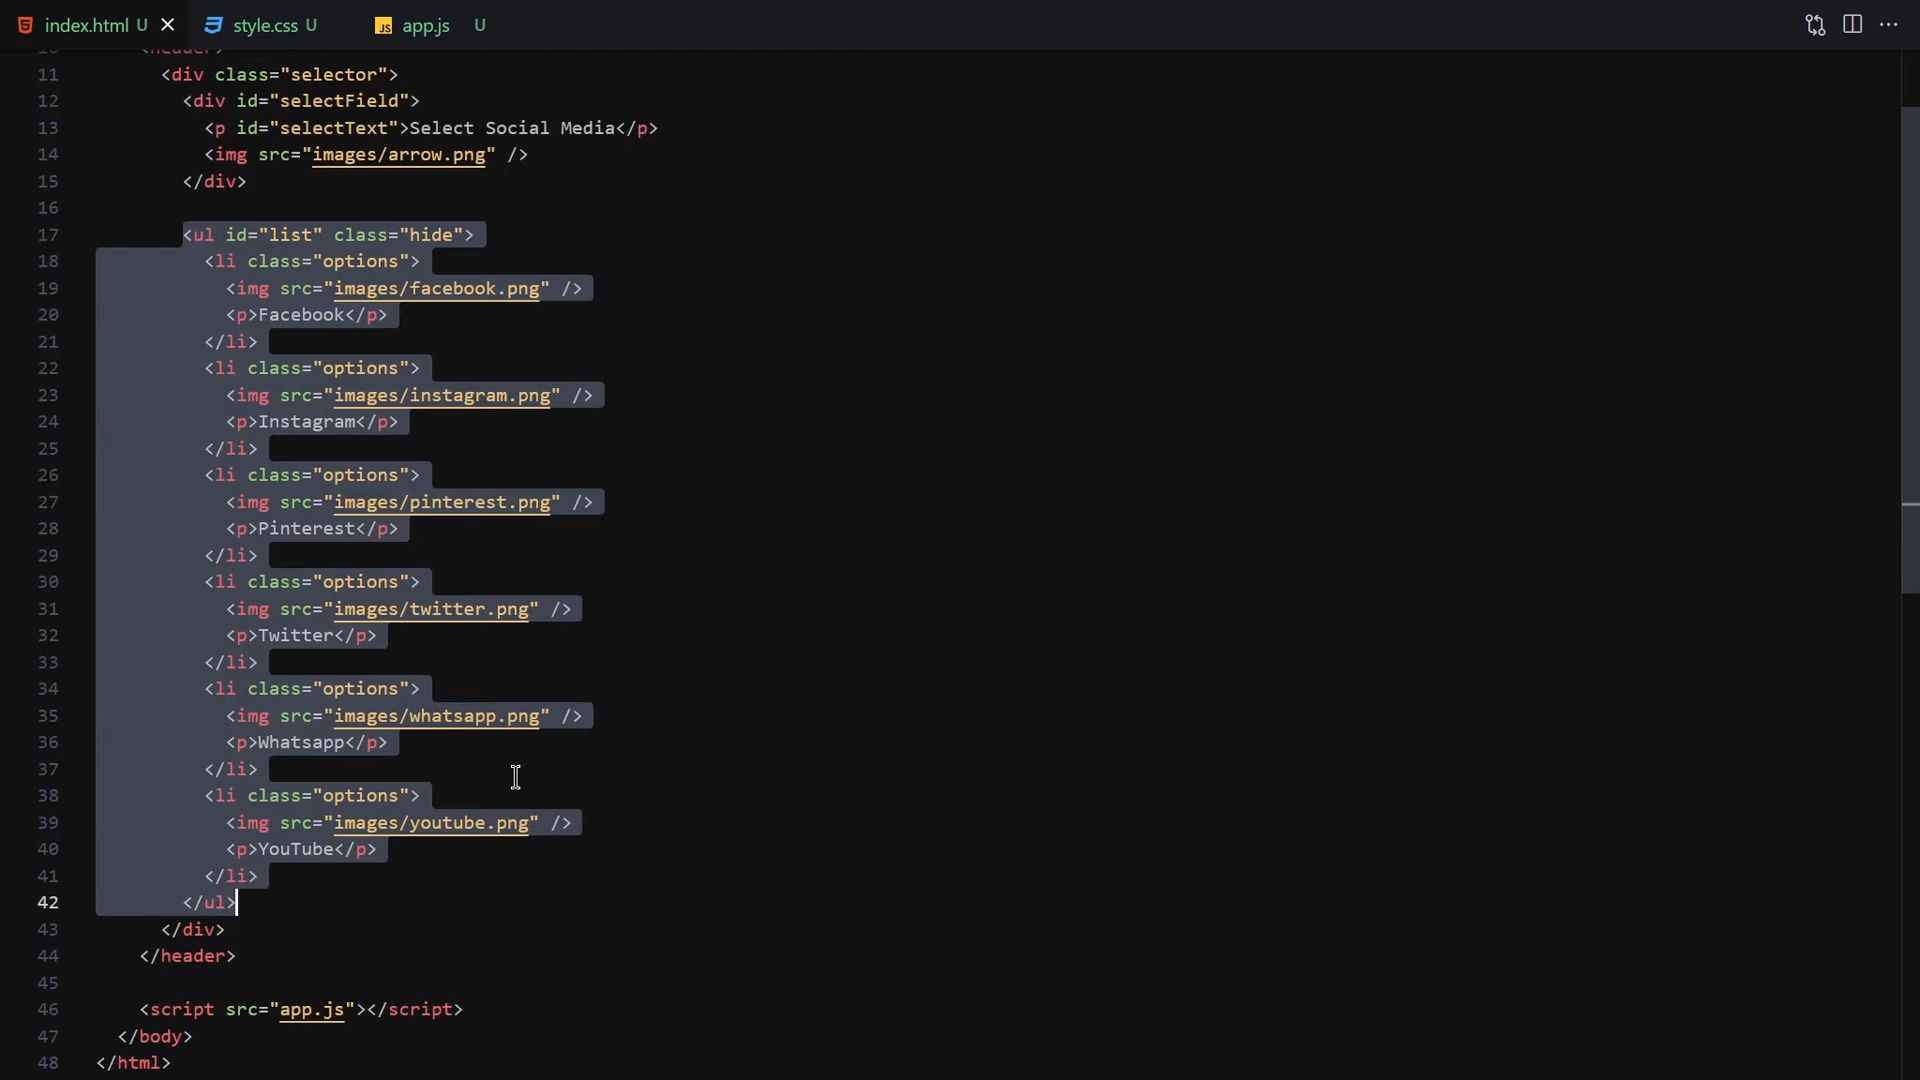 index.html U style.css U JS app.js U
10 <header>
11 <div class="selector">
12 <div id="selectField">
13 <p id="selectText">Select Social Media</p>
14 <img src="images/arrow.png" />
15 </div>
16
17 <ul id="list" class="hide">
18 <li class="options">
19 <img src="images/facebook.png" />
20 <p>Facebook</p>
21 </li>
22 <li class="options">
23 <img src="images/instagram.png" />
24 <p>Instagram</p>
25 </li>
26 <li class="options">
27 <img src="images/pinterest.png" />
28 <p>Pinterest</p>
29 </li>
30 <li class="options">
31 <img src="images/twitter.png" />
32 <p>Twitter</p>
33 </li>
34 <li class="options">
35 <img src="images/whatsapp.png" />
36 <p>Whatsapp</p>
37 </li>
38 <li class="options">
39 <img src="images/youtube.png" />
40 <p>YouTube</p>
41 </li>
42 </ul>
43 </div>
44 </header>
45
46 <script src="app.js"></script>
47 </body>
48 </html>